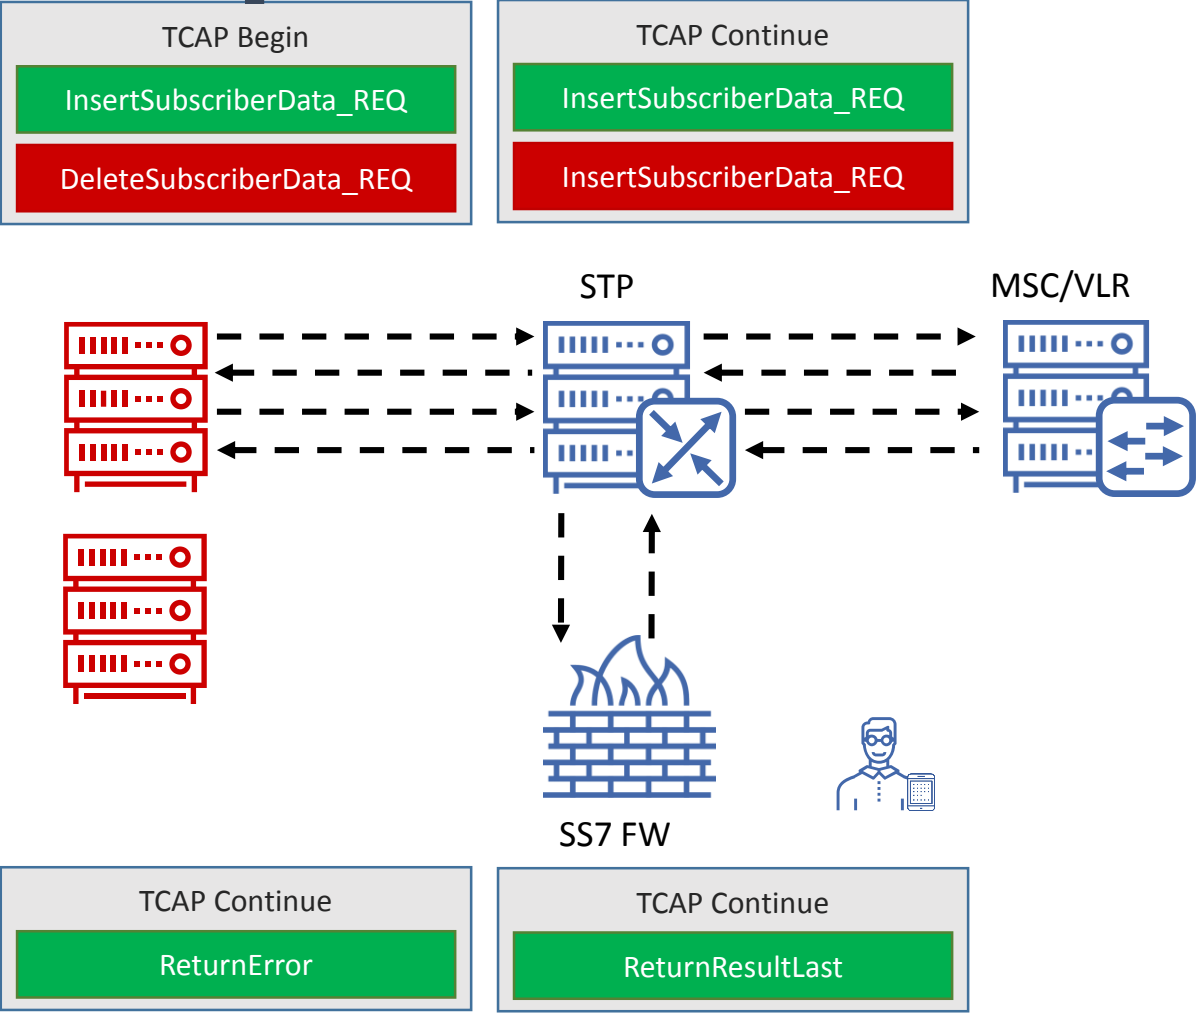 TCAP Begin
InsertSubscriberData_REQ
DeleteSubscriberData_REQ
TCAP Continue
InsertSubscriberData_REQ
InsertSubscriberData_REQ
STP
MSC/VLR
SS7 FW
TCAP Continue
ReturnError
TCAP Continue
ReturnResultLast